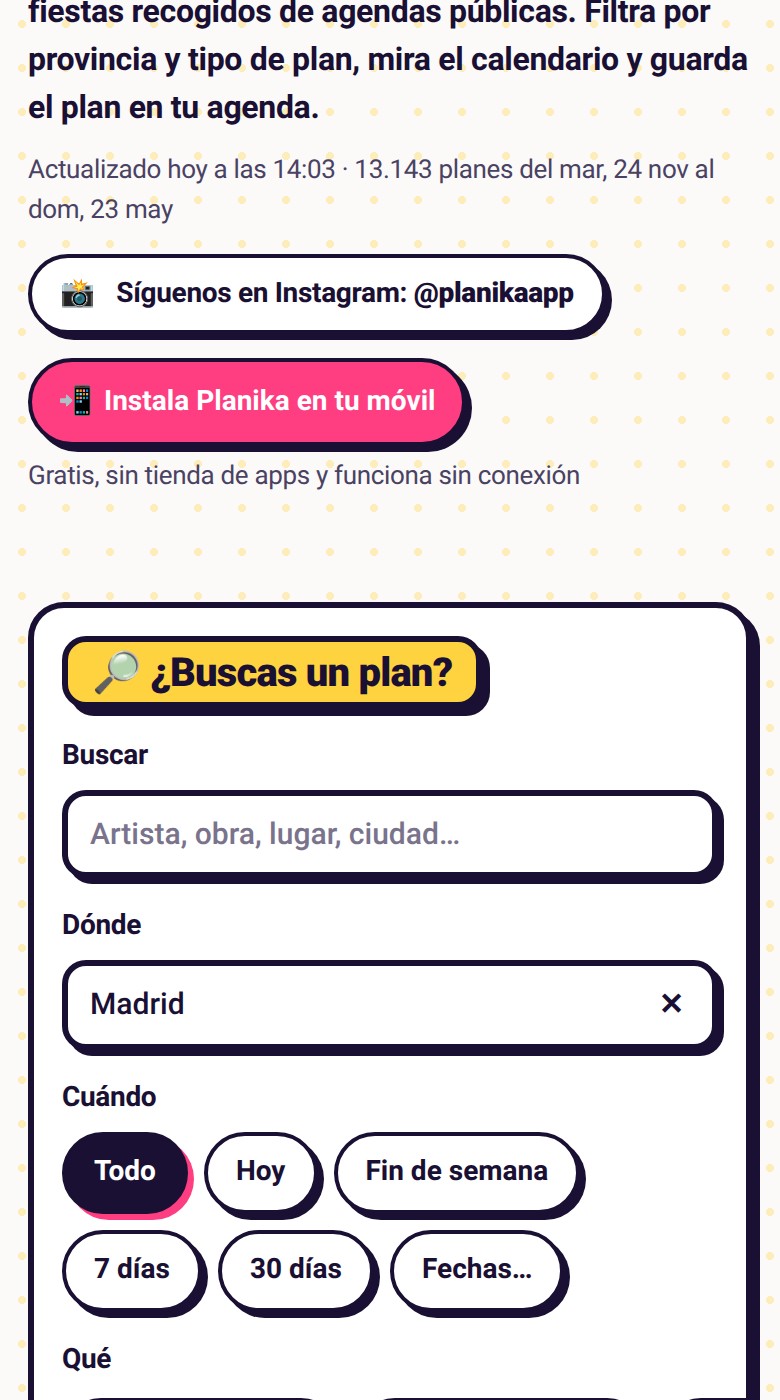 fiestas recogidos de agendas públicas. Filtra por
provincia y tipo de plan, mira el calendario y guarda
el plan en tu agenda.
Actualizado hoy a las 14:03 · 13.143 planes del mar, 24 nov al
dom, 23 may
Síguenos en Instagram: @planikaapp
Instala Planika en tu móvil
Gratis, sin tienda de apps y funciona sin conexión
¿Buscas un plan?
Buscar
Artista, obra, lugar, ciudad...
Dónde
Madrid ✕
Cuándo
Todo Hoy Fin de semana
7 días 30 días Fechas...
Qué